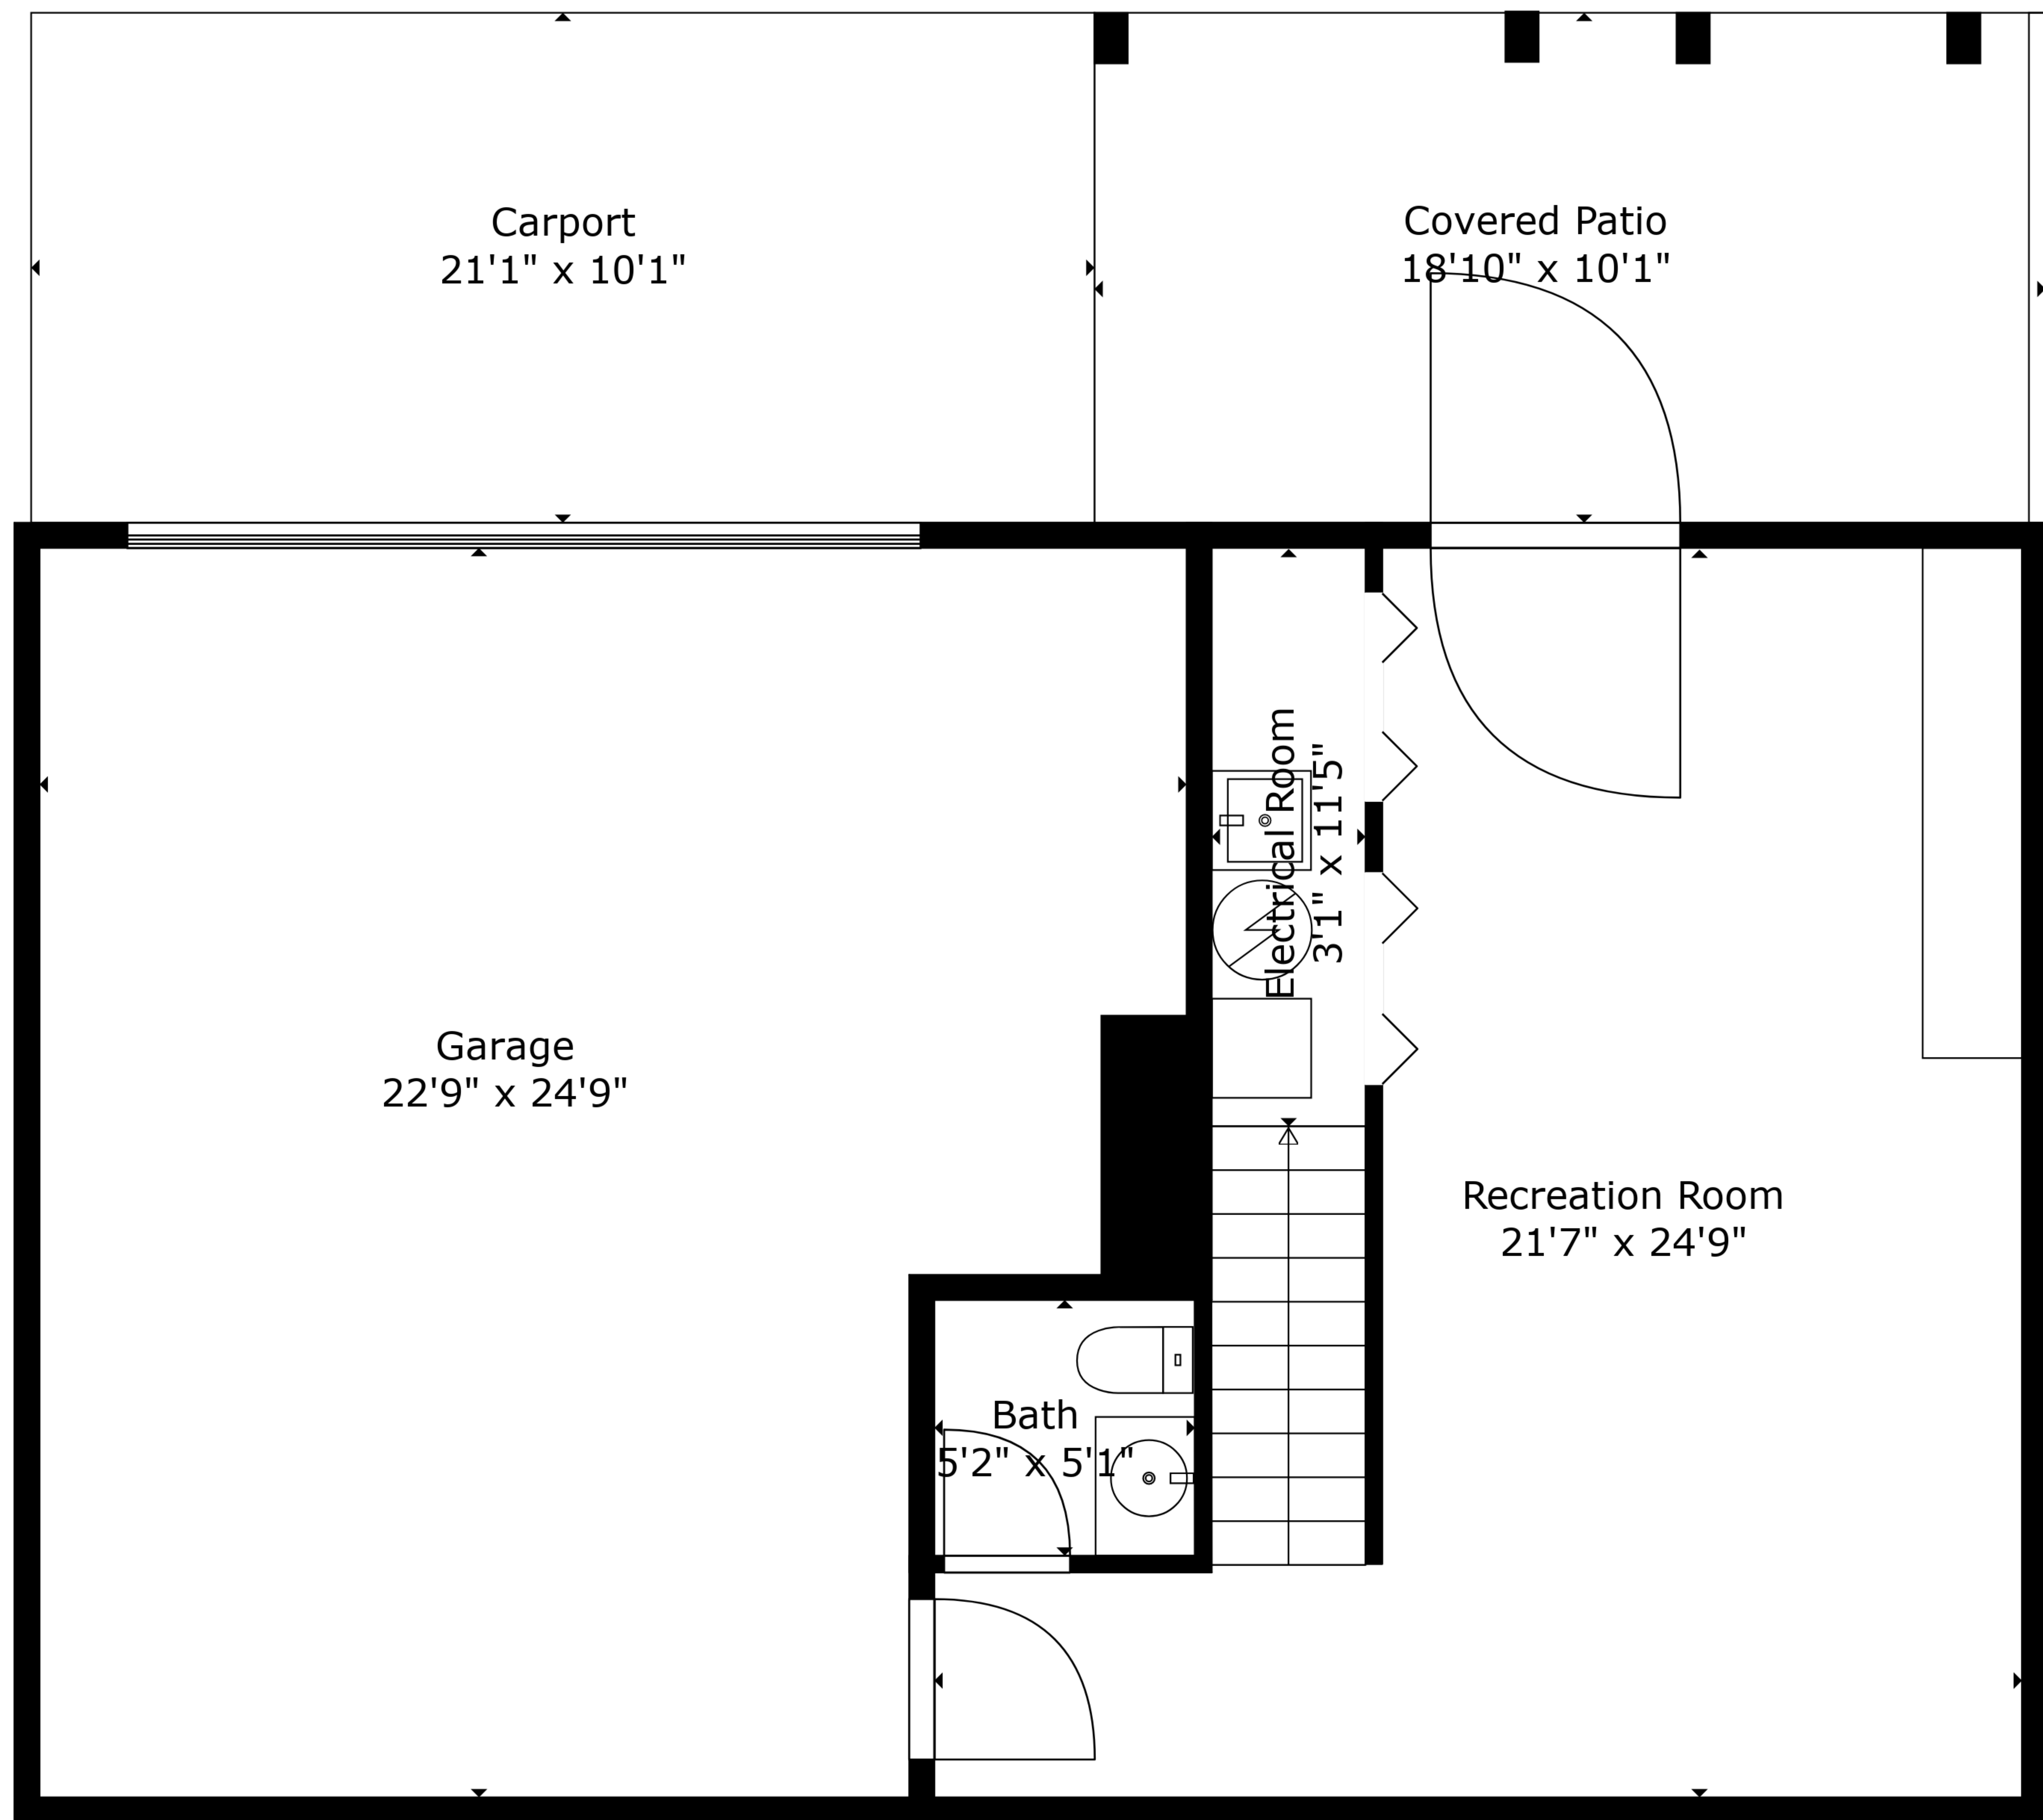 Carport
21'1" x 10'1"
Covered Patio
18'10" x 10'1"
Electrical Room
3'1" x 11'5"
Garage
22'9" x 24'9"
Recreation Room
21'7" x 24'9"
Bath
5'2" x 5'1"